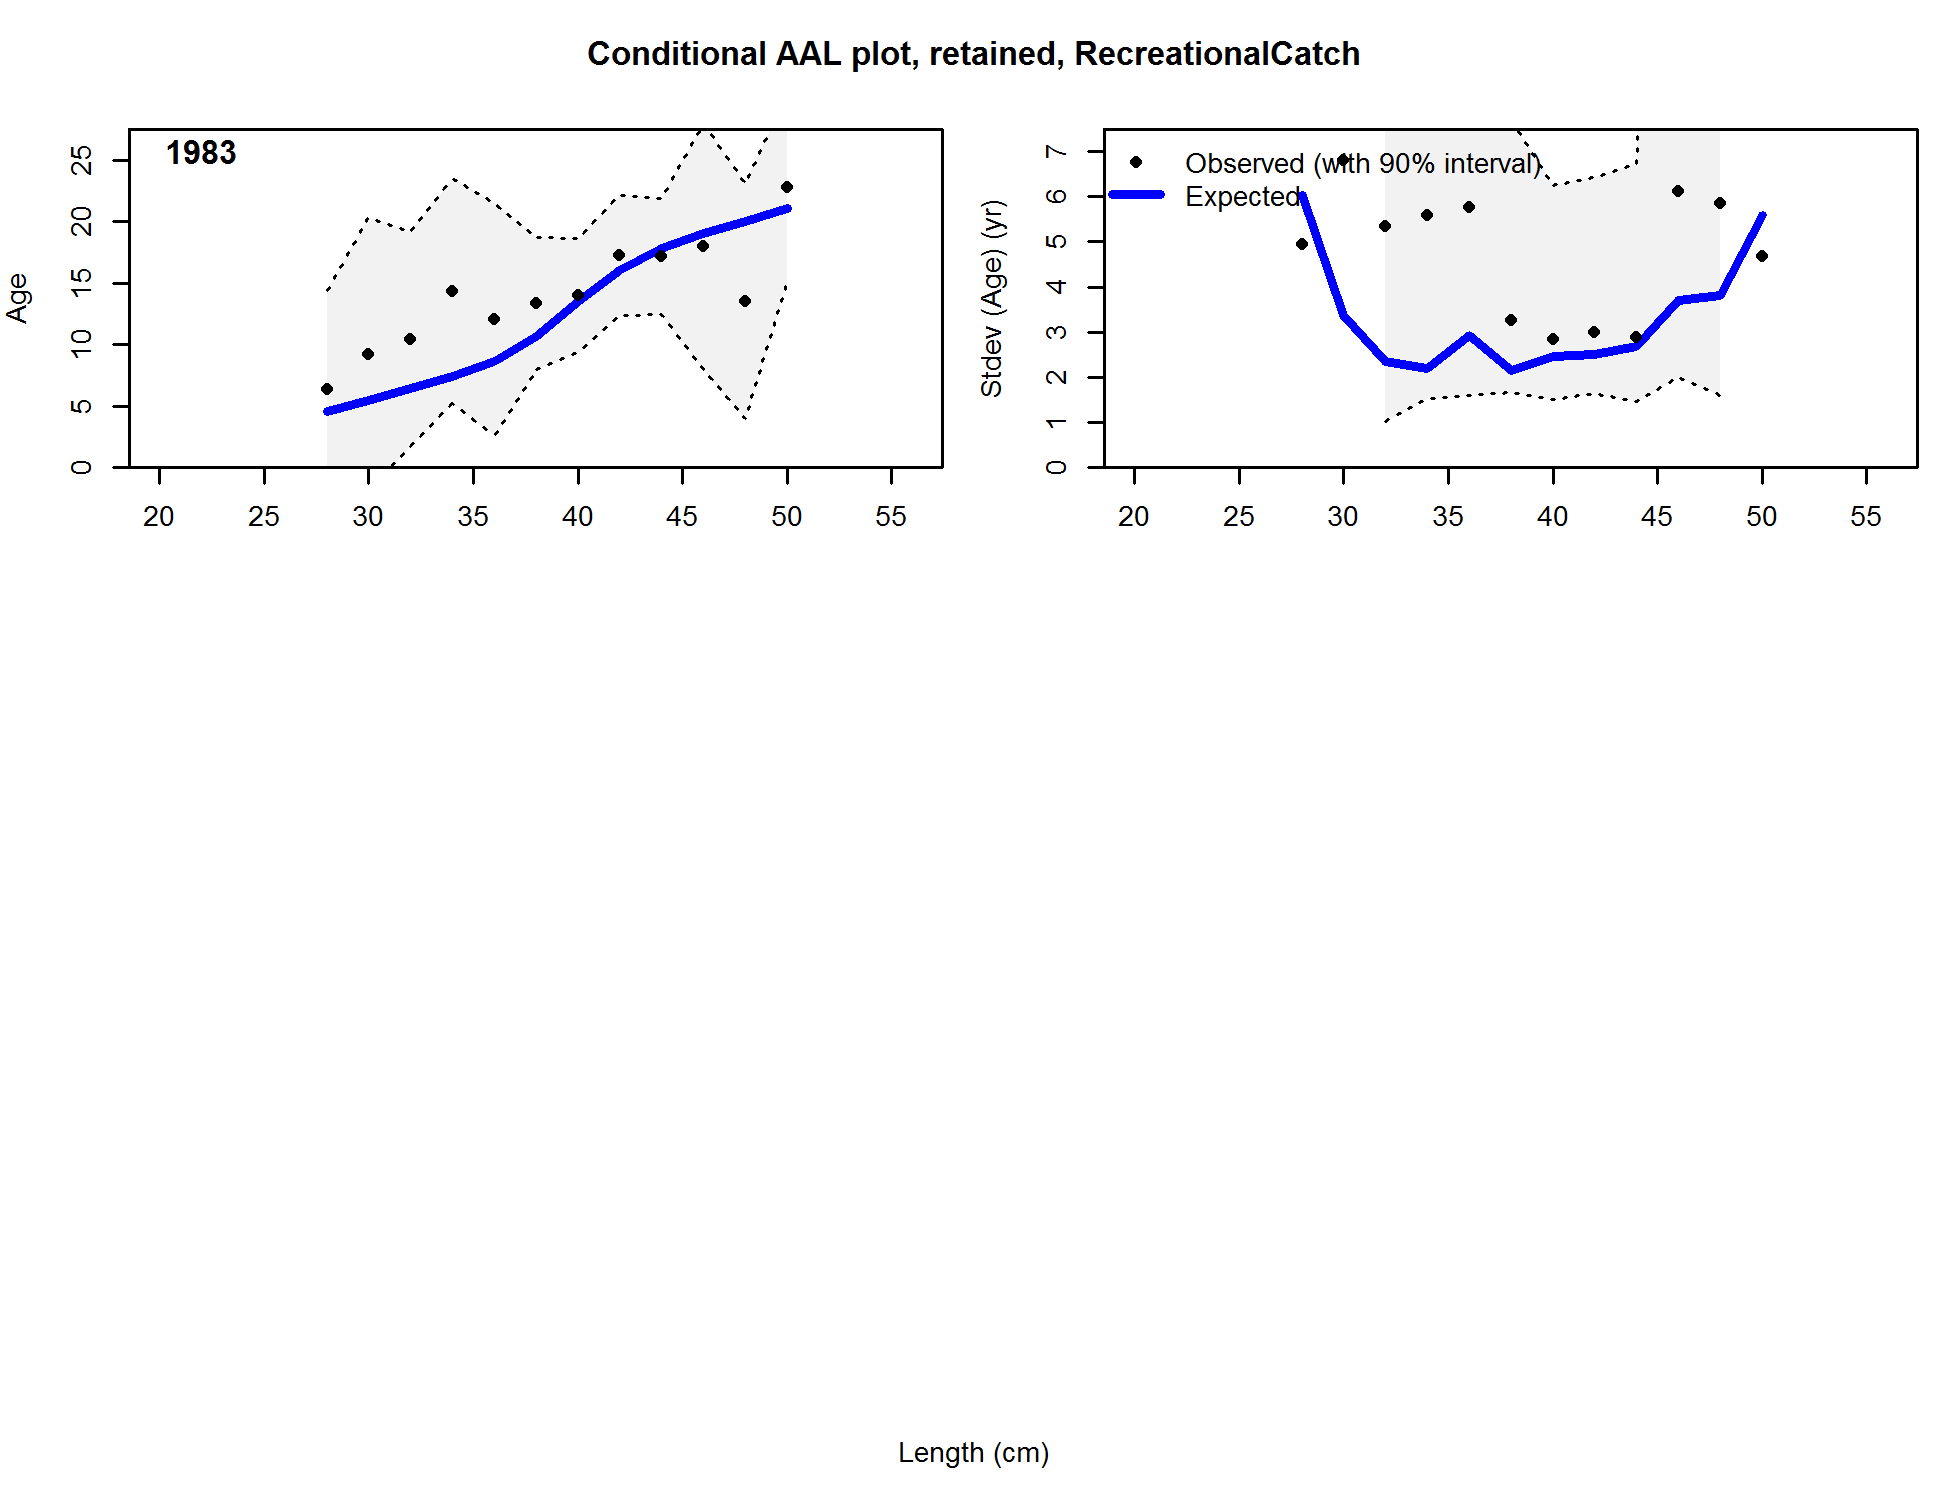 Conditional AAL plot, retained, RecreationalCatch
1983
Age
0 5 10 15 20 25
20 25 30 35 40 45 50 55
Observed (with 90% interval)
Expected
Stdev (Age) (yr)
0 1 2 3 4 5 6 7
20 25 30 35 40 45 50 55
Length (cm)